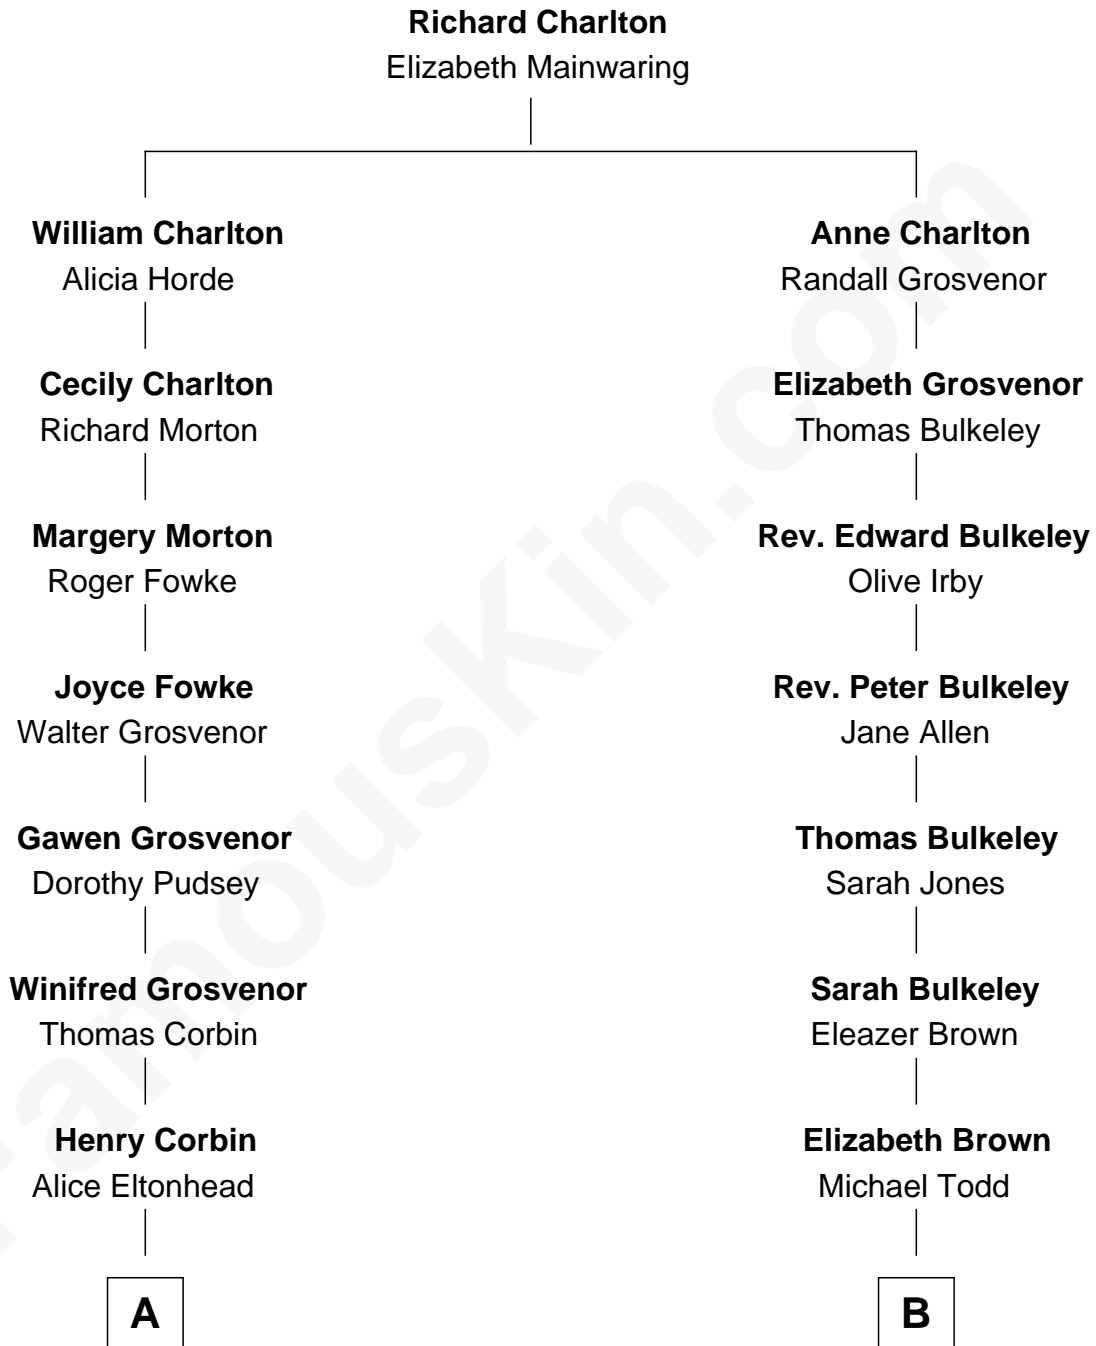 Richard Charlton
Elizabeth Mainwaring
William Charlton
Alicia Horde
Anne Charlton
Randall Grosvenor
Cecily Charlton
Richard Morton
Elizabeth Grosvenor
Thomas Bulkeley
Margery Morton
Roger Fowke
Rev. Edward Bulkeley
Olive Irby
Joyce Fowke
Walter Grosvenor
Rev. Peter Bulkeley
Jane Allen
Gawen Grosvenor
Dorothy Pudsey
Thomas Bulkeley
Sarah Jones
Winifred Grosvenor
Thomas Corbin
Sarah Bulkeley
Eleazer Brown
Henry Corbin
Alice Eltonhead
Elizabeth Brown
Michael Todd
A
B
FamousKin.com